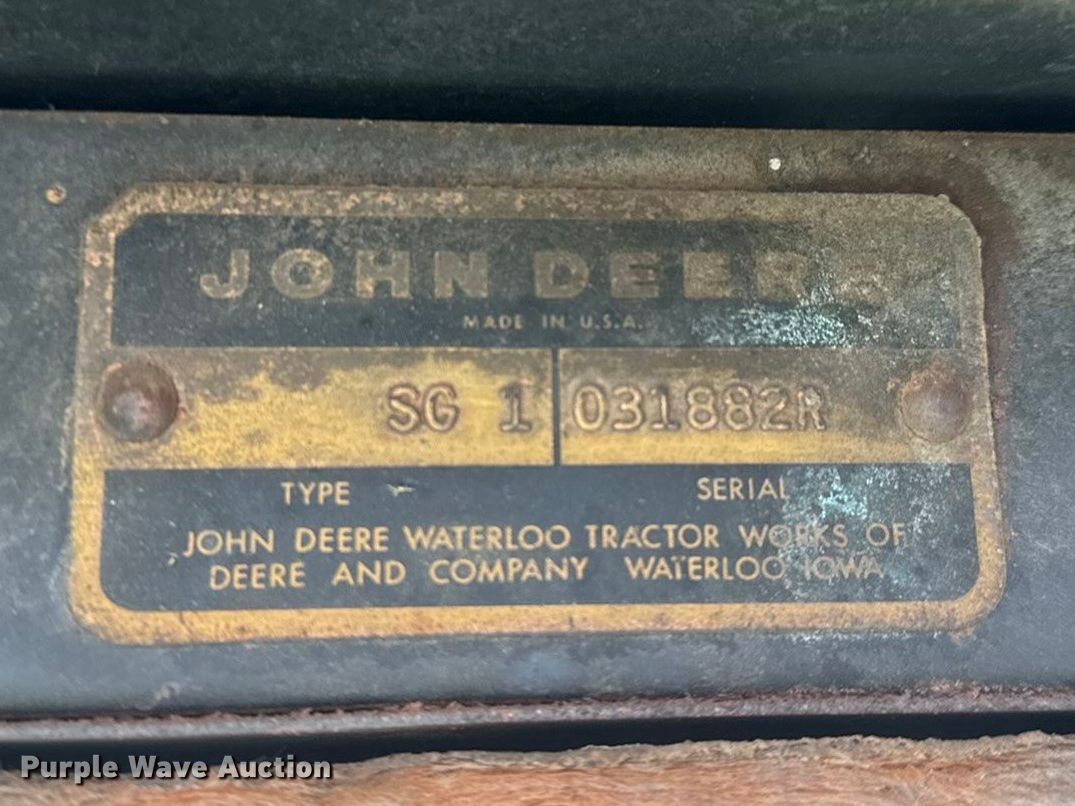 JOHN DEERE
MADE IN U.S.A.
SG 1 031882R
TYPE SERIAL
JOHN DEERE WATERLOO TRACTOR WORKS OF
DEERE AND COMPANY WATERLOO IOWA
Purple Wave Auction